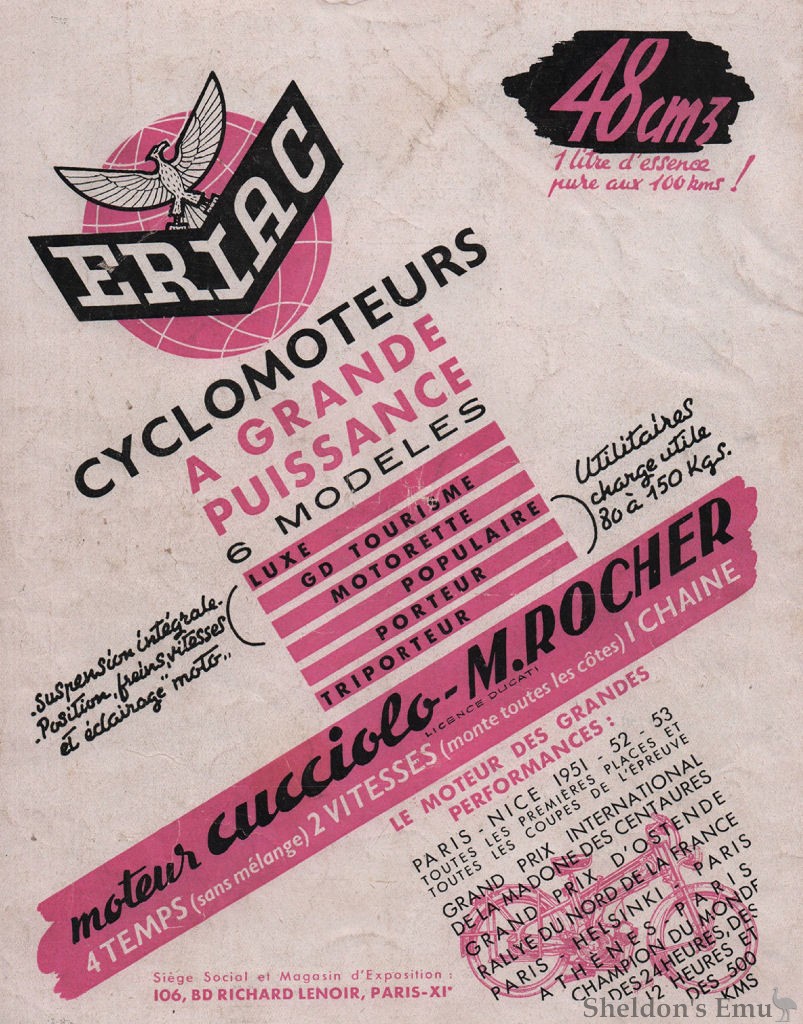 ERIAC
48cm3
1 litre d'essence
pure aux 100 kms !
CYCLOMOTEURS
A GRANDE
PUISSANCE
6 MODELES
LUXE
GD TOURISME
MOTORETTE
POPULAIRE
PORTEUR
TRIPORTEUR
Utilitaires
charge utile
80 à 150 Kgs.
.Suspension intégrale.
.Position, freins, vitesses
et éclairage "moto"..
moteur cucciolo-M.ROCHER
LICENCE DUCATI
4 TEMPS (sans mélange) 2 VITESSES (monte toutes les côtes) 1 CHAINE
LE MOTEUR DES GRANDES
PERFORMANCES :
PARIS - NICE 1951 - 52 - 53
TOUTES LES PREMIÈRES PLACES ET
TOUTES LES COUPES DE L'ÉPREUVE
GRAND PRIX INTERNATIONAL
DE LA MADONE DES CENTAURES
GRAND PRIX D'OSTENDE
RALLYE DU NORD DE LA FRANCE
PARIS - HELSINKI - PARIS
ATHÈNES PARIS
CHAMPION DU MONDE
DES 24 HEURES, DES
12 HEURES ET
DES 500
KMS
Siège Social et Magasin d'Exposition :
106, BD RICHARD LENOIR, PARIS-XIᵉ
Sheldon's Emu